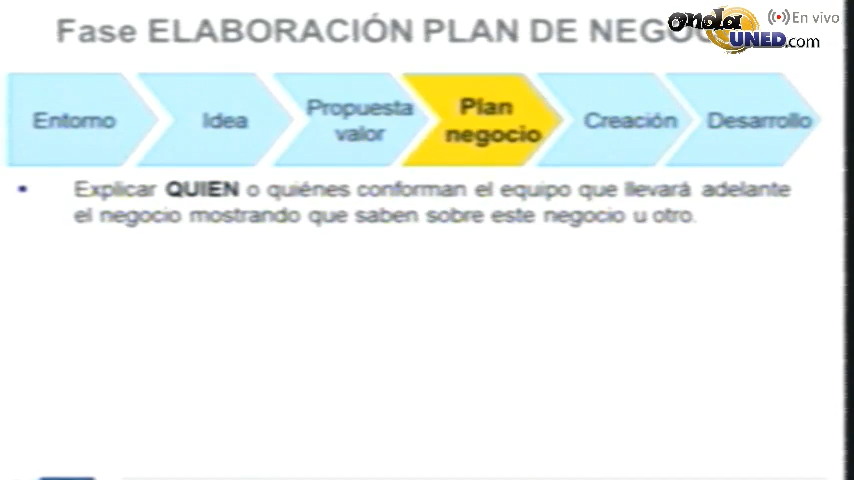 Fase ELABORACIÓN PLAN DE
onda
UNED.com
En vivo
Entorno
Idea
Propuesta
valor
Plan
negocio
Creación
Desarrollo
• Explicar QUIEN o quiénes conforman el equipo que llevará adelante
el negocio mostrando que saben sobre este negocio u otro.